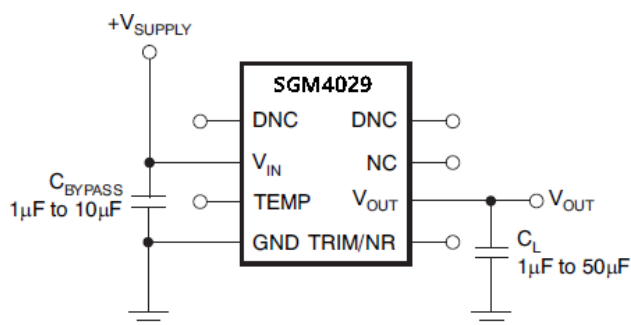 +VSUPPLY
SGM4029
DNC DNC
VIN NC
TEMP VOUT
GND TRIM/NR
CBYPASS
1µF to 10µF
VOUT
CL
1µF to 50µF